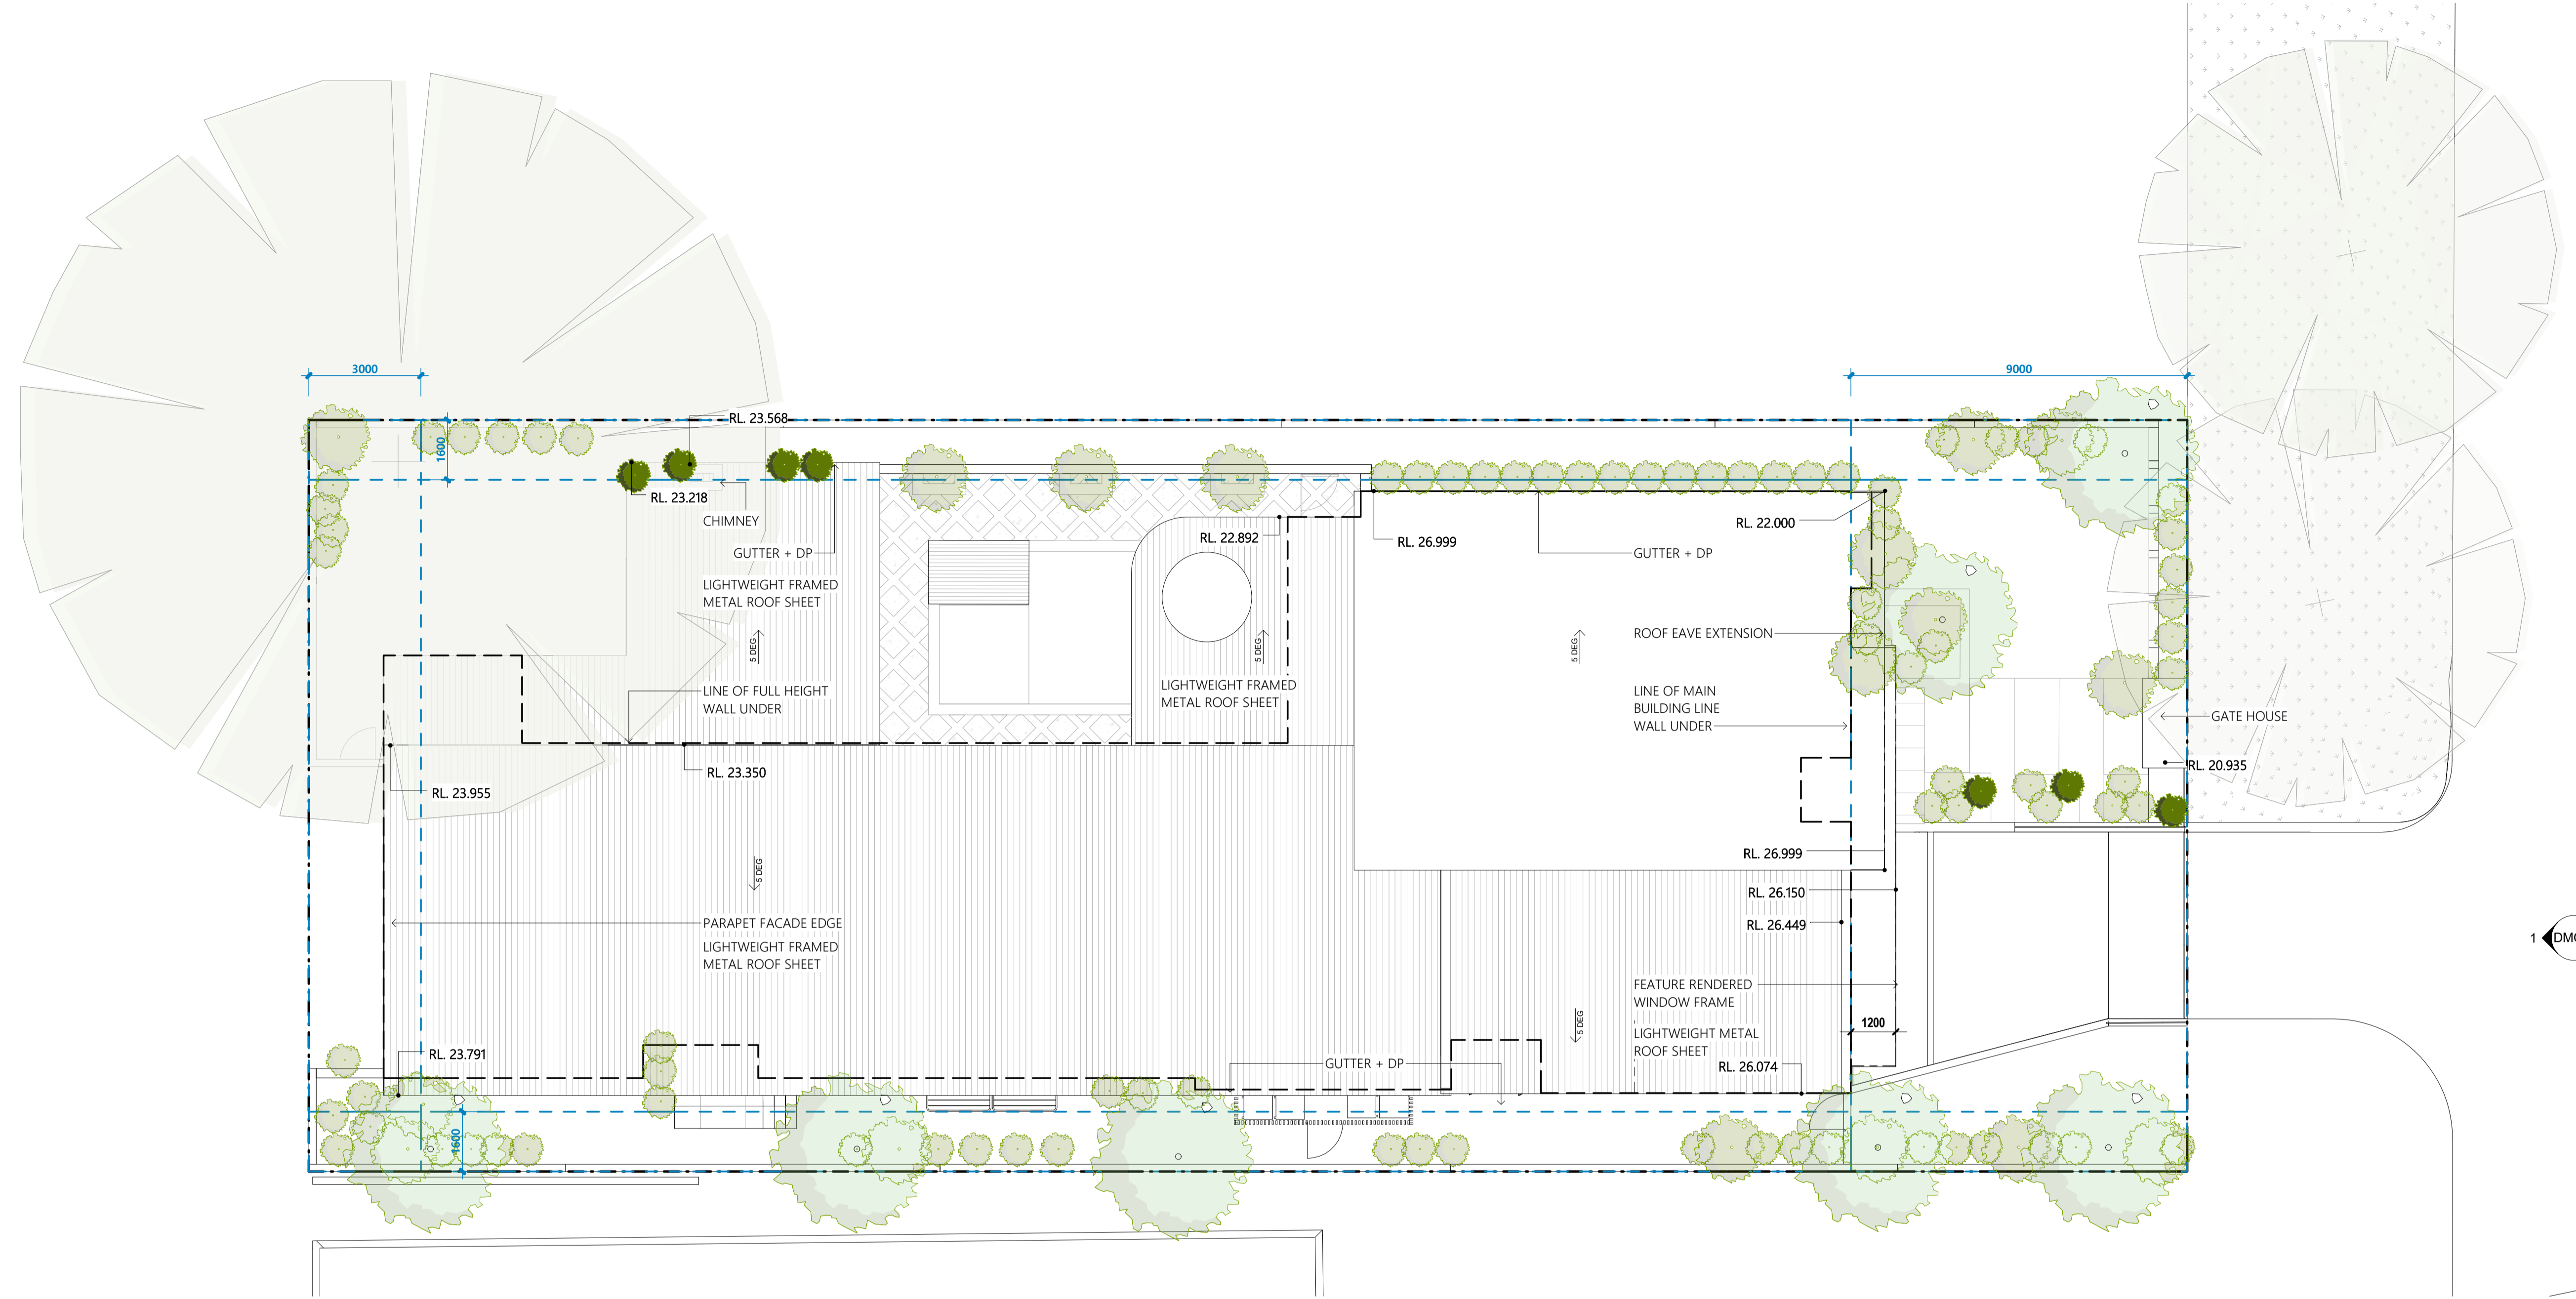 3000
9000
1600
RL. 23.568
RL. 23.218
CHIMNEY
GUTTER + DP
LIGHTWEIGHT FRAMED
METAL ROOF SHEET
5 DEG
LINE OF FULL HEIGHT
WALL UNDER
RL. 23.350
RL. 23.955
5 DEG
PARAPET FACADE EDGE
LIGHTWEIGHT FRAMED
METAL ROOF SHEET
RL. 23.791
1600
RL. 22.892
5 DEG
LIGHTWEIGHT FRAMED
METAL ROOF SHEET
RL. 26.999
GUTTER + DP
RL. 22.000
5 DEG
ROOF EAVE EXTENSION
LINE OF MAIN
BUILDING LINE
WALL UNDER
RL. 26.999
RL. 26.150
RL. 26.449
FEATURE RENDERED
WINDOW FRAME
5 DEG
LIGHTWEIGHT METAL
ROOF SHEET
1200
GUTTER + DP
RL. 26.074
GATE HOUSE
RL. 20.935
1